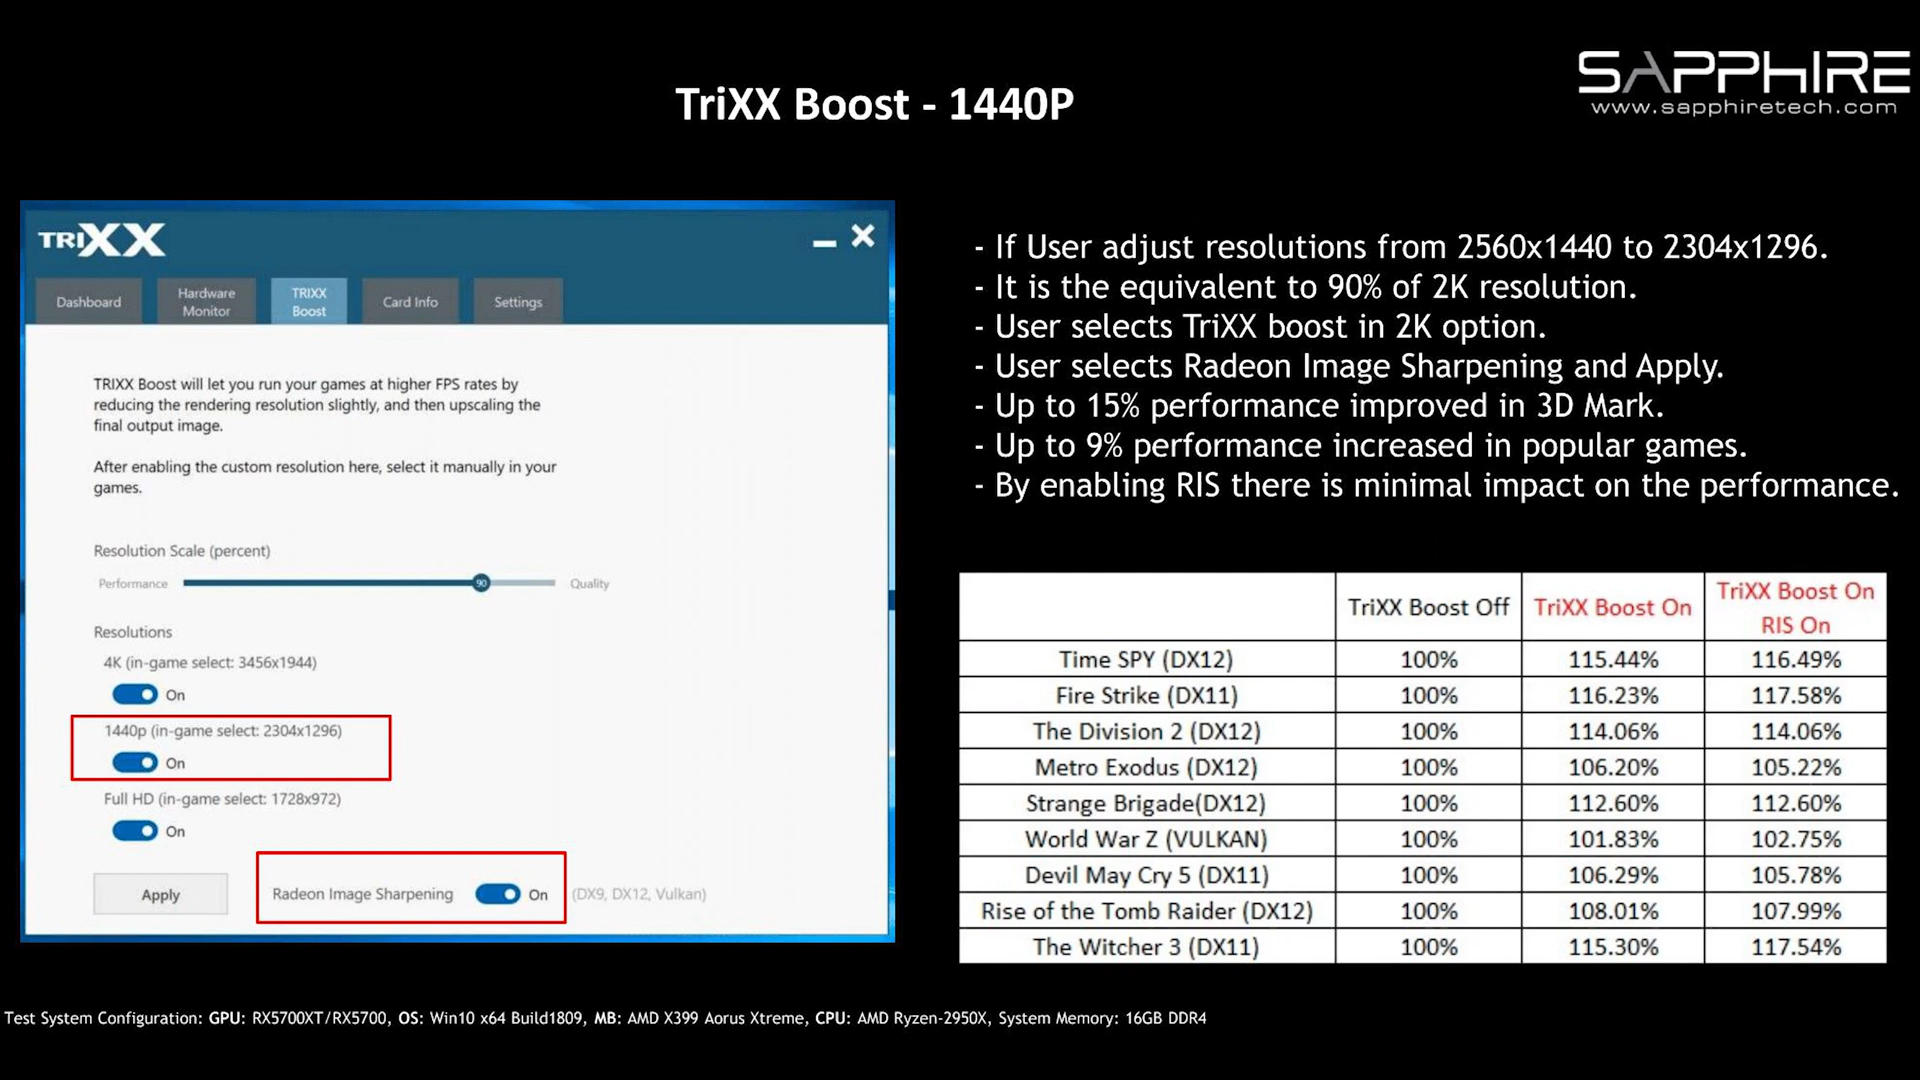 SAPPHIRE
www.sapphiretech.com
TriXX Boost - 1440P
TRIXX
Dashboard
Hardware
Monitor
TRIXX
Boost
Card Info
Settings
TRIXX Boost will let you run your games at higher FPS rates by
reducing the rendering resolution slightly, and then upscaling the
final output image.
After enabling the custom resolution here, select it manually in your
games.
Resolution Scale (percent)
Performance 90 Quality
Resolutions
4K (in-game select: 3456x1944)
On
1440p (in-game select: 2304x1296)
On
Full HD (in-game select: 1728x972)
On
Apply Radeon Image Sharpening On (DX9, DX12, Vulkan)
- If User adjust resolutions from 2560x1440 to 2304x1296.
- It is the equivalent to 90% of 2K resolution.
- User selects TriXX boost in 2K option.
- User selects Radeon Image Sharpening and Apply.
- Up to 15% performance improved in 3D Mark.
- Up to 9% performance increased in popular games.
- By enabling RIS there is minimal impact on the performance.
TriXX Boost Off TriXX Boost On TriXX Boost On
RIS On
Time SPY (DX12) 100% 115.44% 116.49%
Fire Strike (DX11) 100% 116.23% 117.58%
The Division 2 (DX12) 100% 114.06% 114.06%
Metro Exodus (DX12) 100% 106.20% 105.22%
Strange Brigade(DX12) 100% 112.60% 112.60%
World War Z (VULKAN) 100% 101.83% 102.75%
Devil May Cry 5 (DX11) 100% 106.29% 105.78%
Rise of the Tomb Raider (DX12) 100% 108.01% 107.99%
The Witcher 3 (DX11) 100% 115.30% 117.54%
Test System Configuration: GPU: RX5700XT/RX5700, OS: Win10 x64 Build1809, MB: AMD X399 Aorus Xtreme, CPU: AMD Ryzen-2950X, System Memory: 16GB DDR4